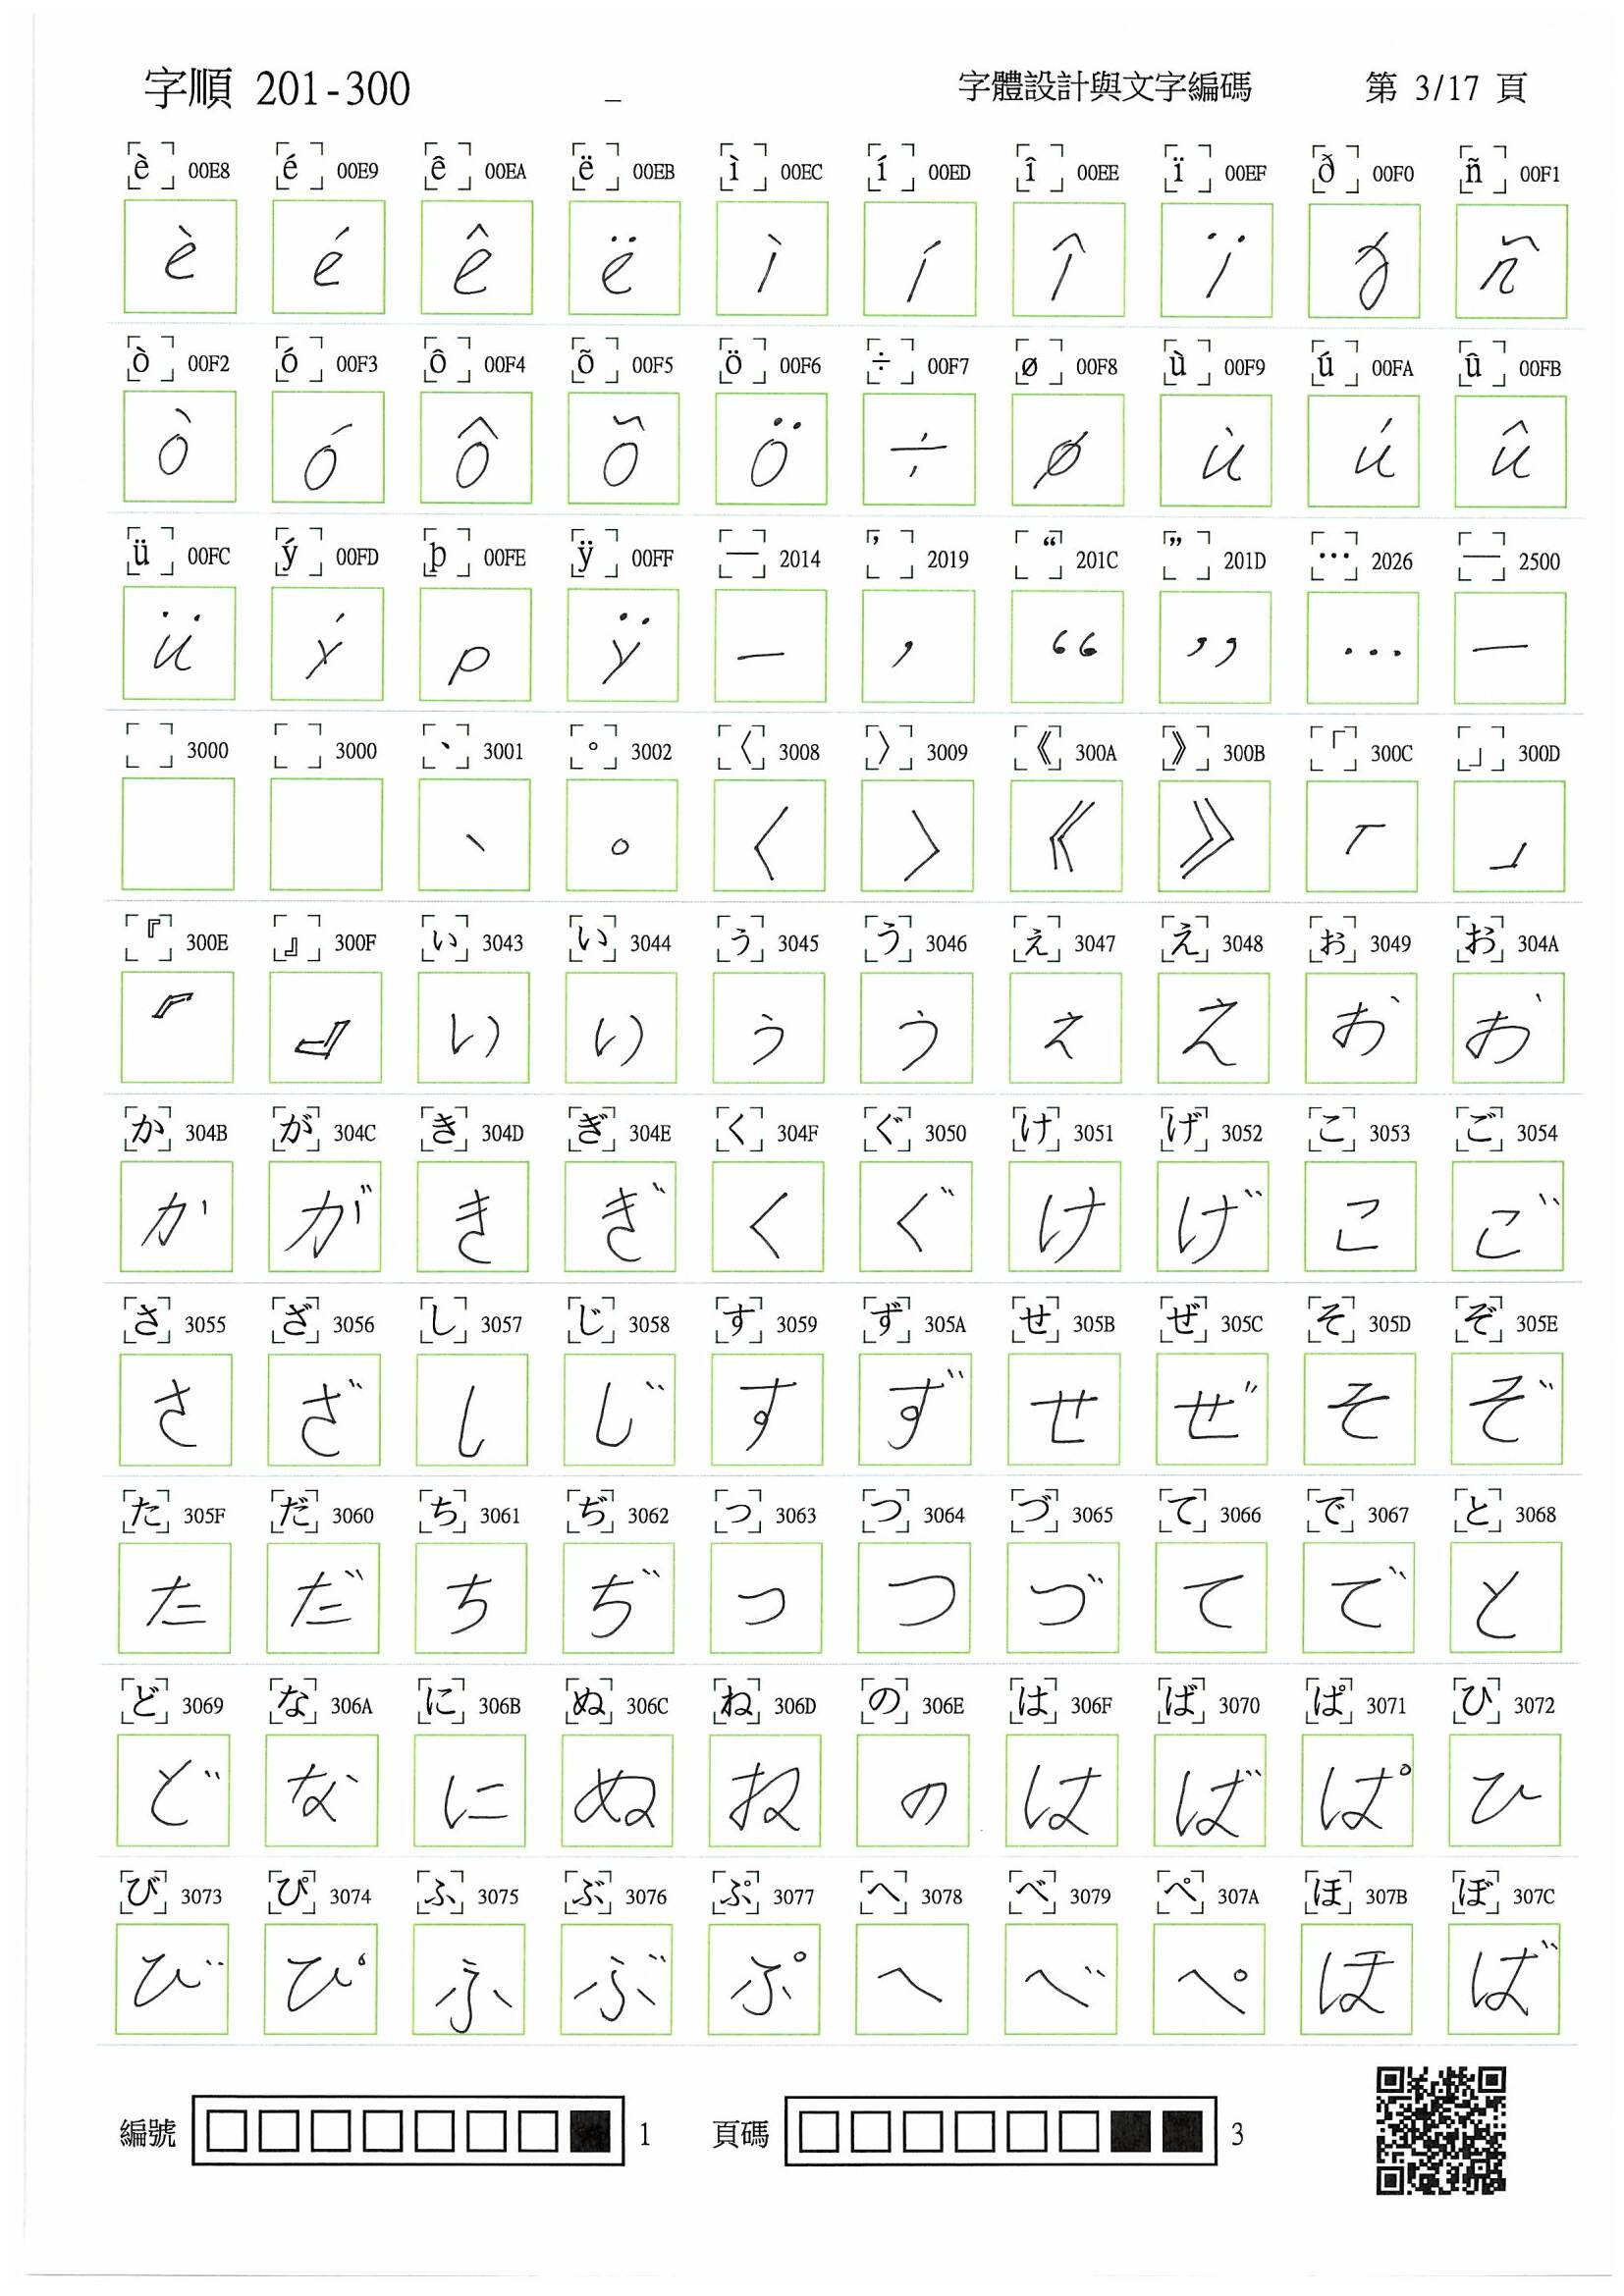 字順 201-300 _ 字體設計與文字編碼 第 3/17 頁
è 00E8 é 00E9 ê 00EA ë 00EB ì 00EC í 00ED î 00EE ï 00EF ð 00F0 ñ 00F1
è é ê ë ì í î ï ð ñ
ò 00F2 ó 00F3 ô 00F4 õ 00F5 ö 00F6 ÷ 00F7 ø 00F8 ù 00F9 ú 00FA û 00FB
ò ó ô õ ö ÷ ø ù ú û
ü 00FC ý 00FD þ 00FE ÿ 00FF — 2014 ’ 2019 “ 201C ” 201D … 2026 ─ 2500
ü ý p ÿ — ’ “ ” … ─
3000 3000 、 3001 。 3002 〈 3008 〉 3009 《 300A 》 300B 「 300C 」 300D
、 。 〈 〉 《 》 「 」
『 300E 』 300F ぃ 3043 い 3044 ぅ 3045 う 3046 ぇ 3047 え 3048 ぉ 3049 お 304A
『 』 ぃ い ぅ う ぇ え ぉ お
か 304B が 304C き 304D ぎ 304E く 304F ぐ 3050 け 3051 げ 3052 こ 3053 ご 3054
か が き ぎ く ぐ け げ こ ご
さ 3055 ざ 3056 し 3057 じ 3058 す 3059 ず 305A せ 305B ぜ 305C そ 305D ぞ 305E
さ ざ し じ す ず せ ぜ そ ぞ
た 305F だ 3060 ち 3061 ぢ 3062 っ 3063 つ 3064 づ 3065 て 3066 で 3067 と 3068
た だ ち ぢ っ つ づ て で と
ど 3069 な 306A に 306B ぬ 306C ね 306D の 306E は 306F ば 3070 ぱ 3071 ひ 3072
ど な に ぬ ね の は ば ぱ ひ
び 3073 ぴ 3074 ふ 3075 ぶ 3076 ぷ 3077 へ 3078 べ 3079 ぺ 307A ほ 307B ぼ 307C
び ぴ ふ ぶ ぷ へ べ ぺ ほ ば
編號 1 頁碼 3